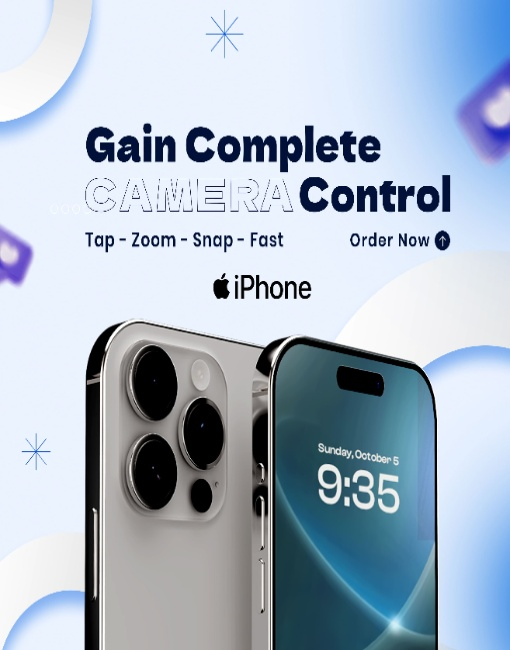 Gain Complete
CAMERA Control
Tap - Zoom - Snap - Fast
Order Now
iPhone
Sunday, October 5
9:35